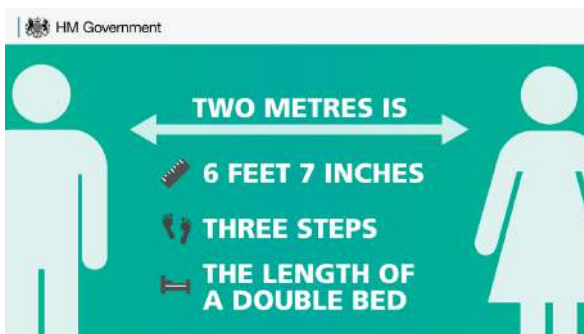 HM Government
TWO METRES IS
6 FEET 7 INCHES
THREE STEPS
THE LENGTH OF
A DOUBLE BED